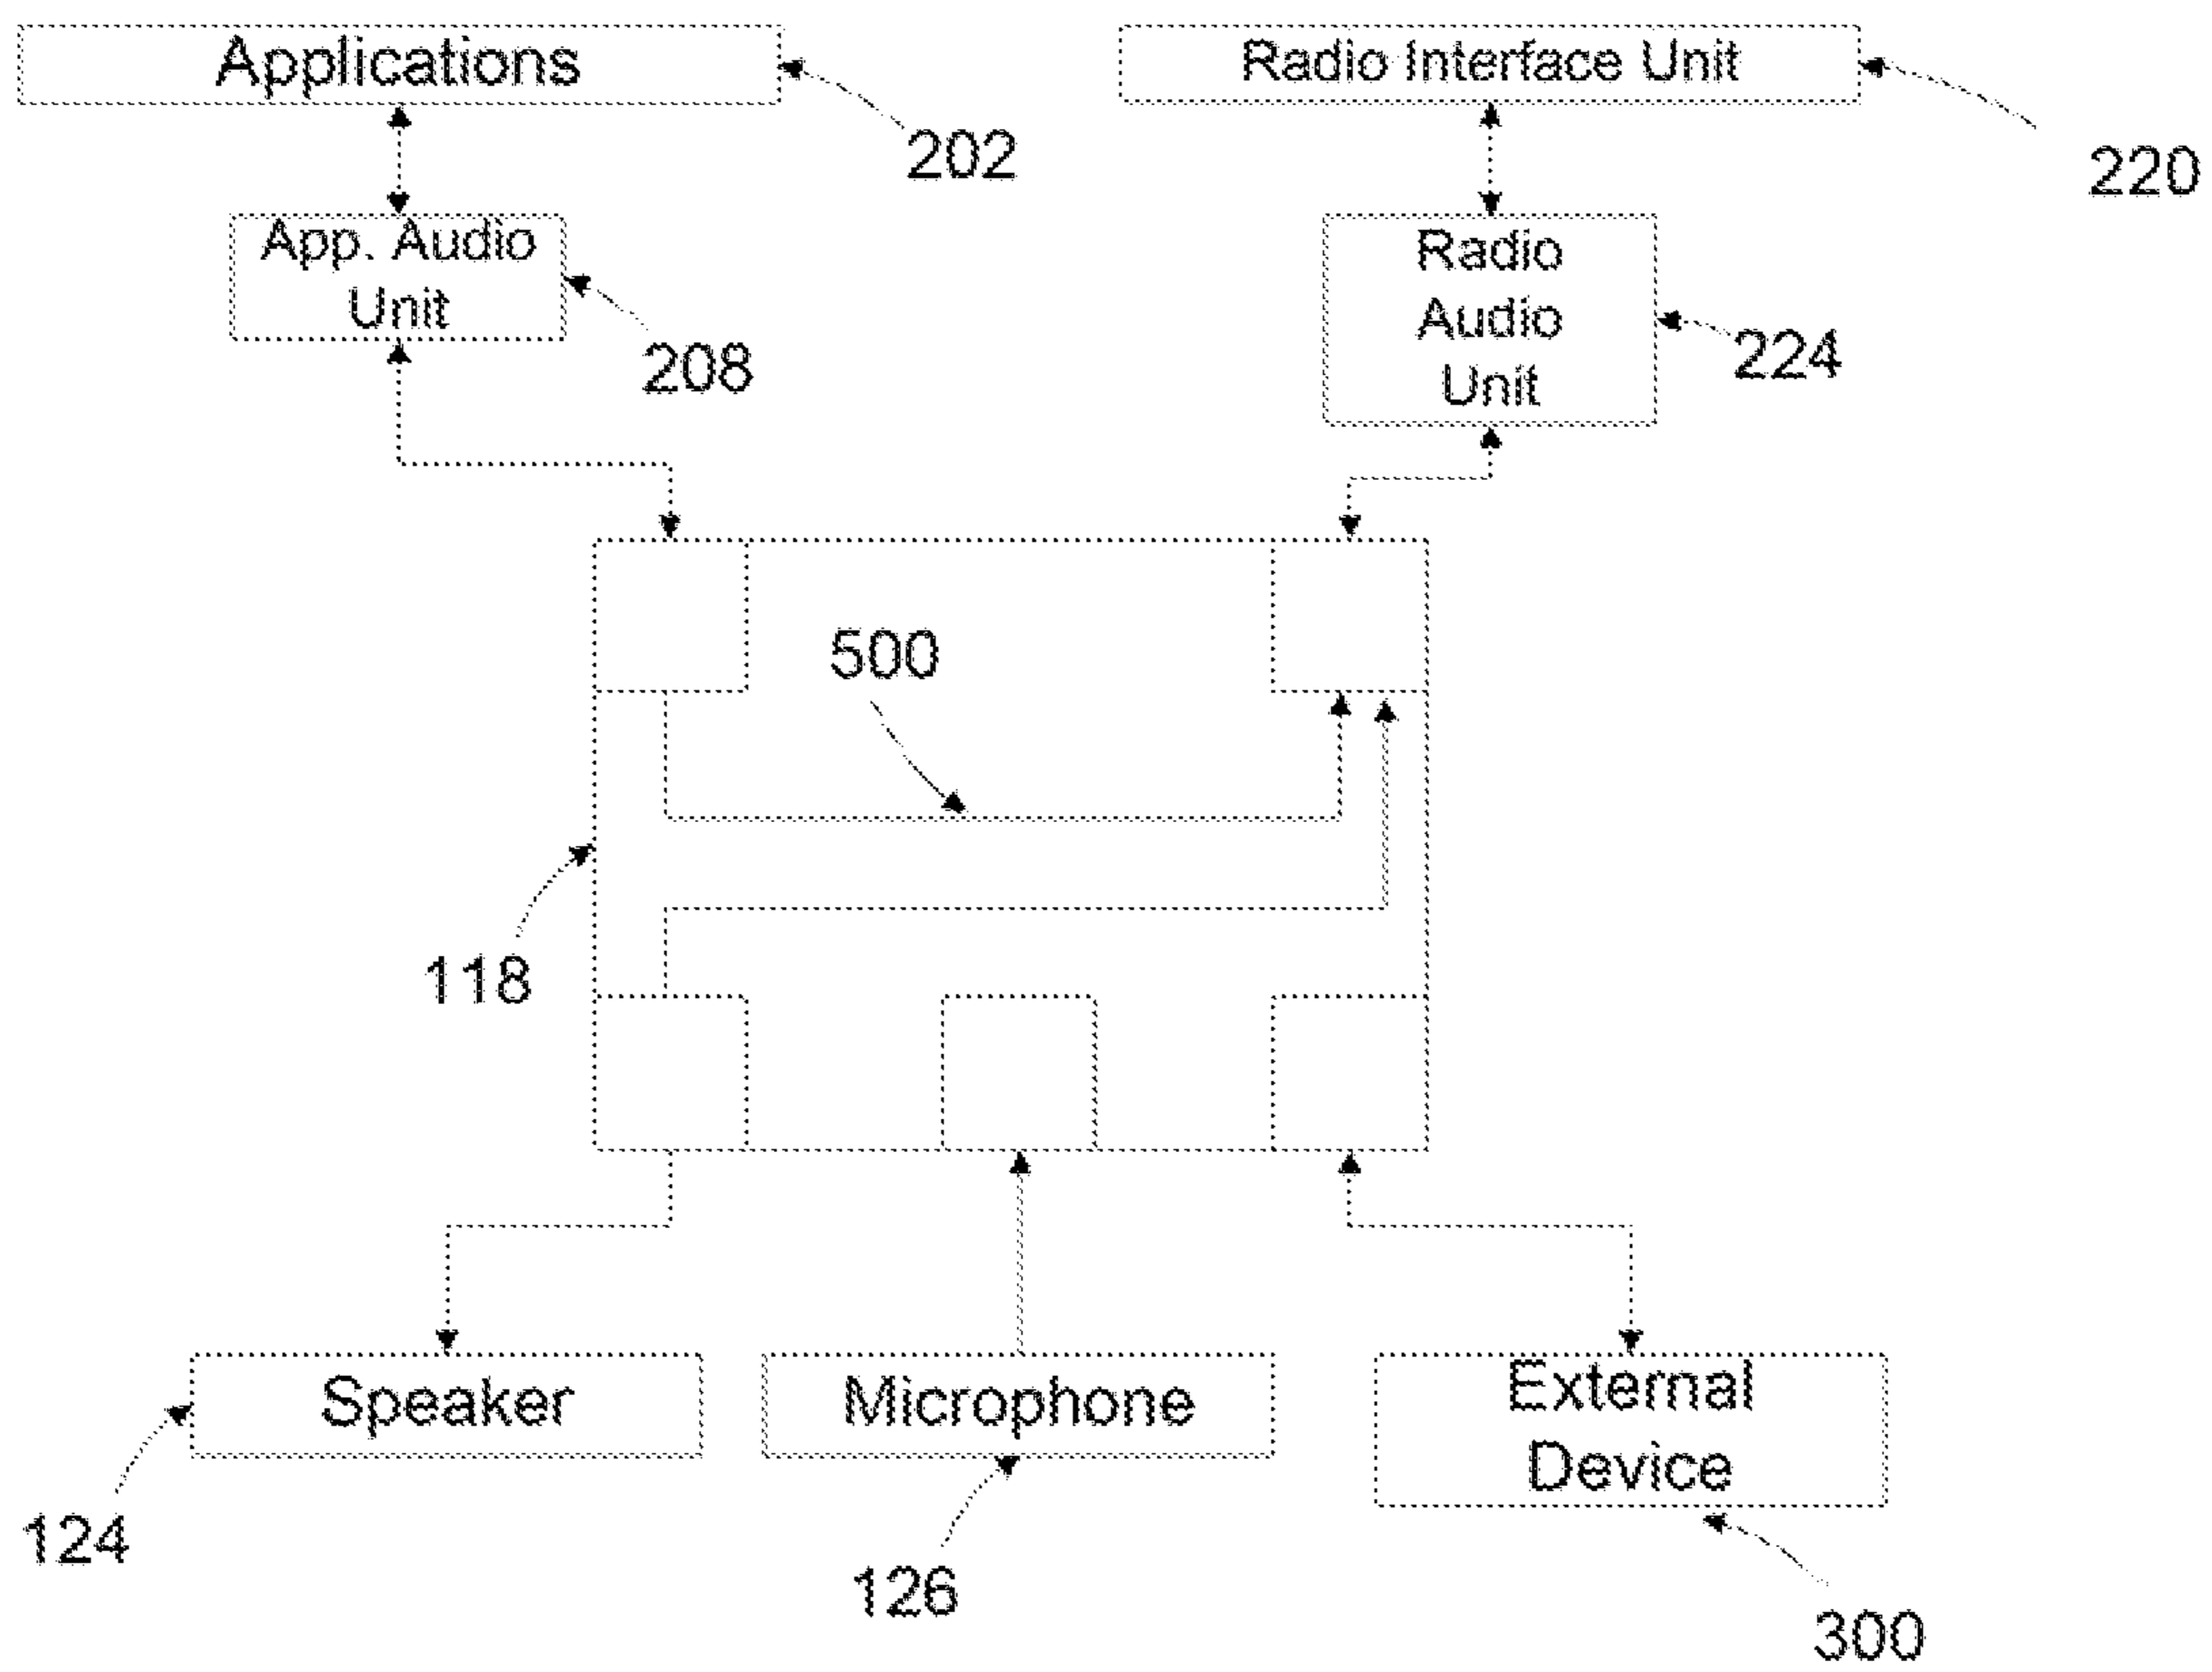 Applications
Radio Interface Unit
202
220
App. Audio
Unit
208
Radio
Audio
Unit
224
500
118
Speaker
Microphone
External
Device
124
126
300